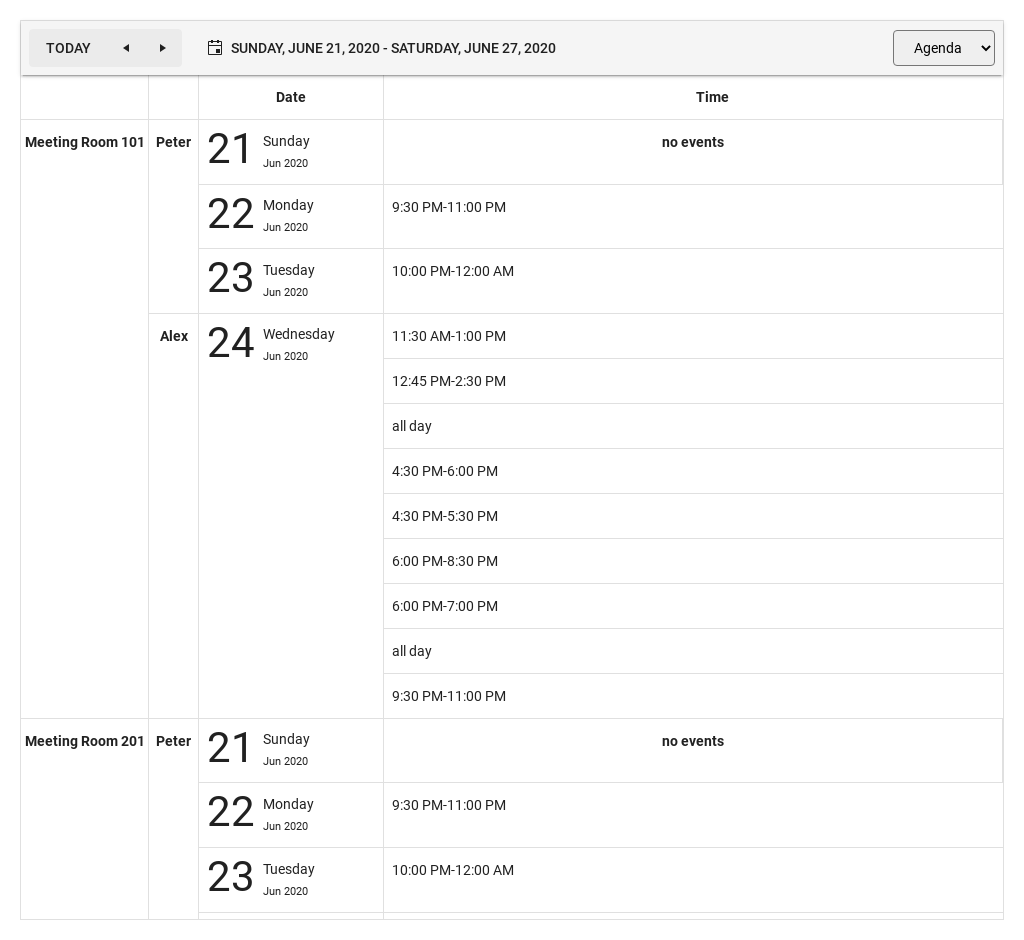 TODAY
SUNDAY, JUNE 21, 2020 - SATURDAY, JUNE 27, 2020
Agenda
Date
Time
Meeting Room 101
Peter
21
Sunday
Jun 2020
no events
22
Monday
Jun 2020
9:30 PM-11:00 PM
23
Tuesday
Jun 2020
10:00 PM-12:00 AM
Alex
24
Wednesday
Jun 2020
11:30 AM-1:00 PM
12:45 PM-2:30 PM
all day
4:30 PM-6:00 PM
4:30 PM-5:30 PM
6:00 PM-8:30 PM
6:00 PM-7:00 PM
all day
9:30 PM-11:00 PM
Meeting Room 201
Peter
21
Sunday
Jun 2020
no events
22
Monday
Jun 2020
9:30 PM-11:00 PM
23
Tuesday
Jun 2020
10:00 PM-12:00 AM